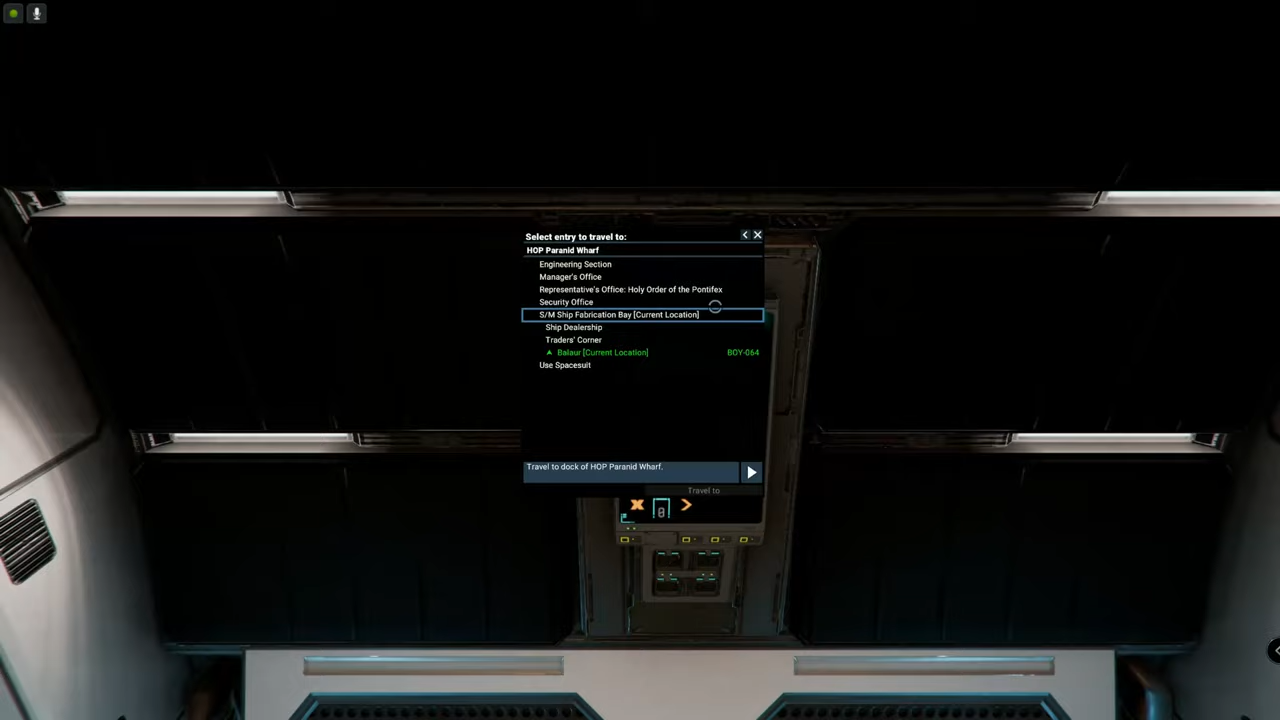 Select entry to travel to:
HOP Paranid Wharf
Engineering Section
Manager's Office
Representative's Office: Holy Order of the Pontifex
Security Office
S/M Ship Fabrication Bay [Current Location]
Ship Dealership
Traders' Corner
Balaur [Current Location] BOY-064
Use Spacesuit
Travel to dock of HOP Paranid Wharf.
Travel to